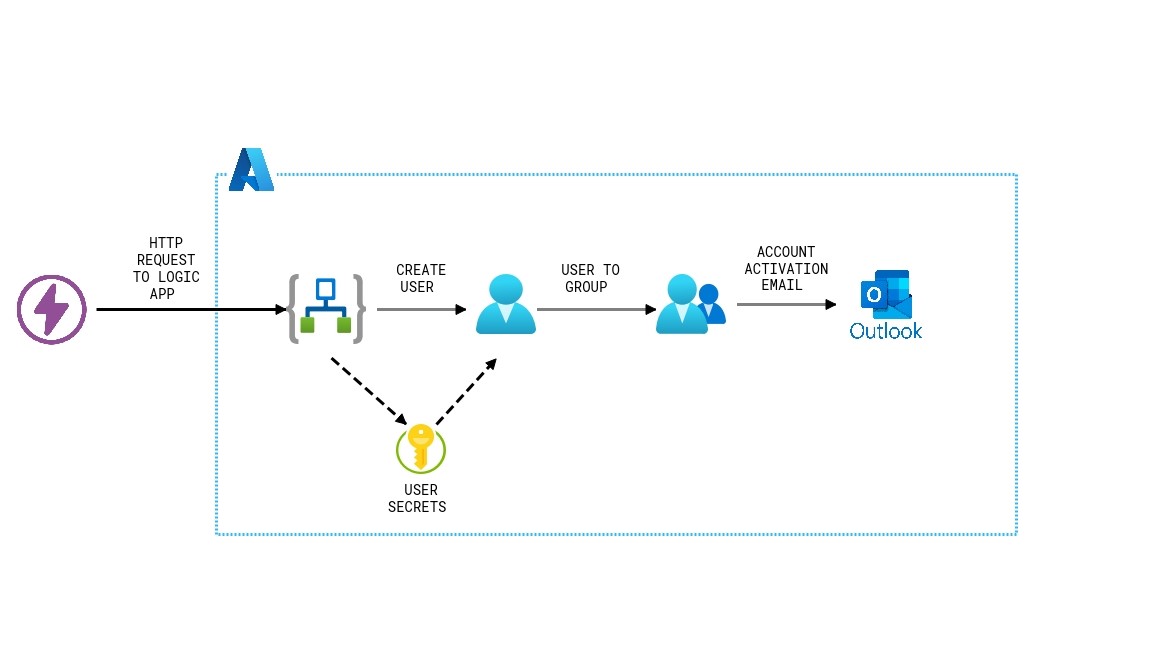 HTTP
REQUEST
TO LOGIC
APP
CREATE
USER
USER TO
GROUP
ACCOUNT
ACTIVATION
EMAIL
O
Outlook
USER
SECRETS